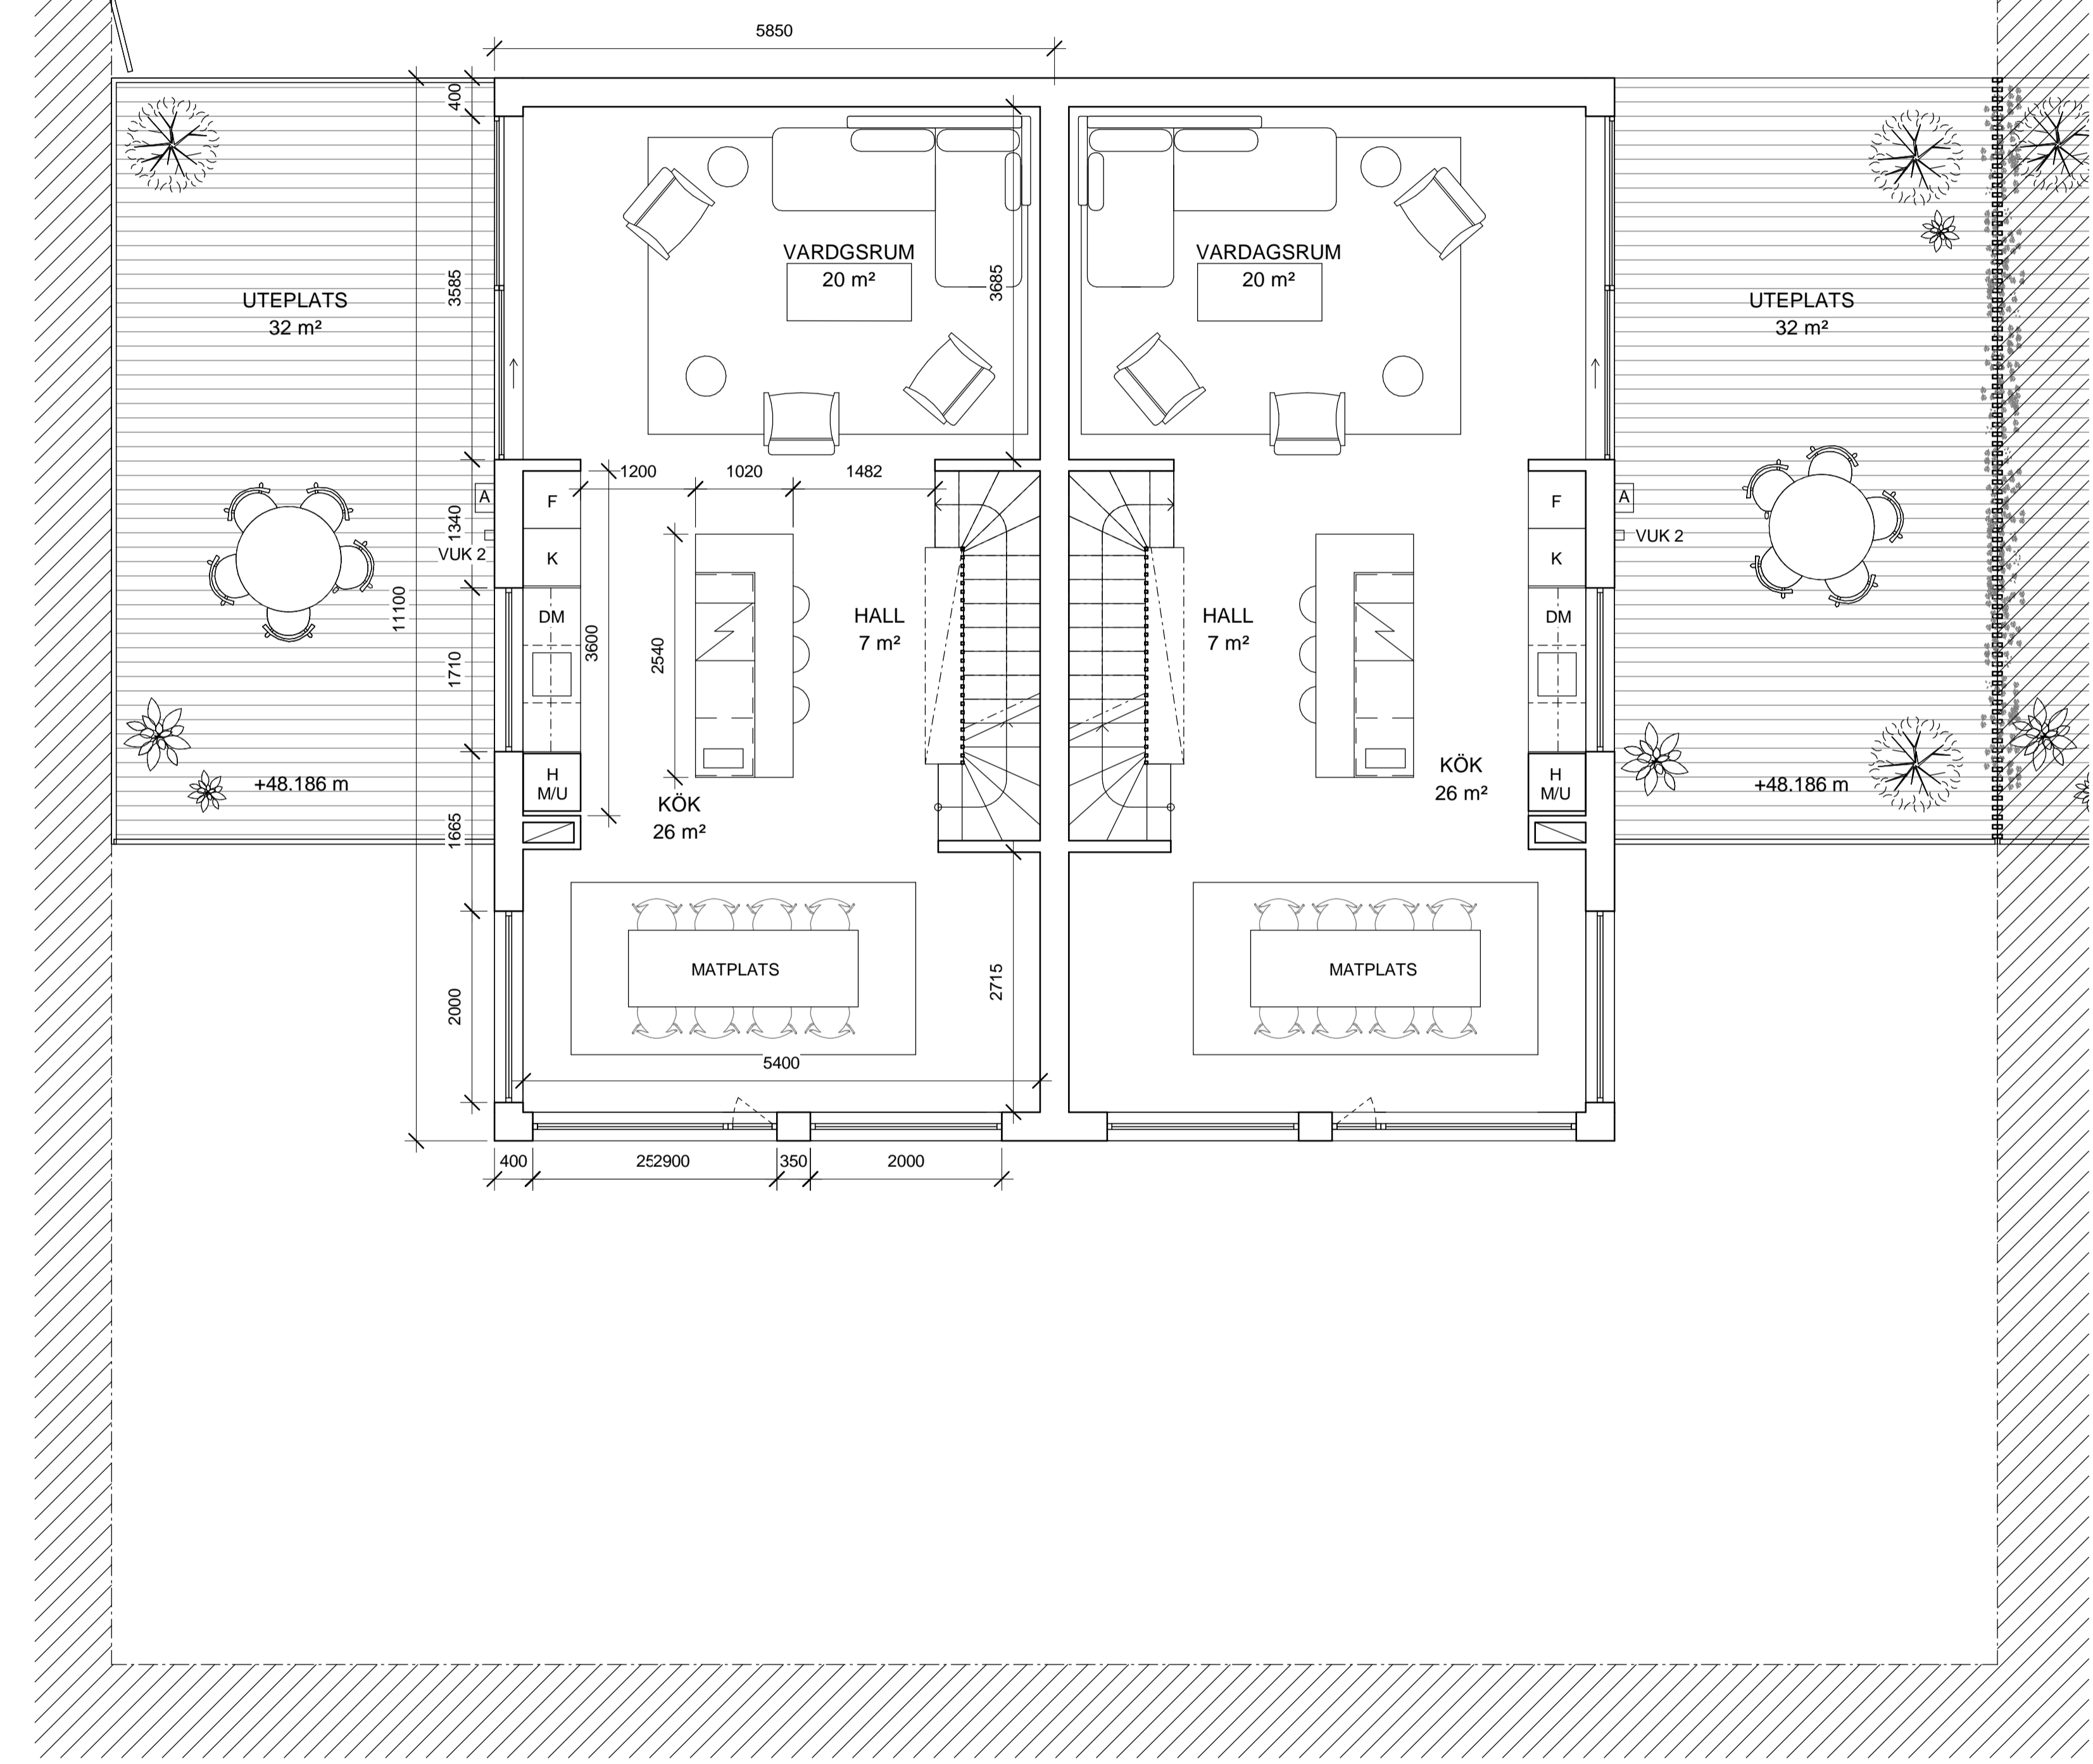 5850
400
3585
3685
VARDGSRUM
20 m²
VARDAGSRUM
20 m²
UTEPLATS
32 m²
UTEPLATS
32 m²
1200
1020
1482
A
F
K
1340
VUK 2
F
K
A
VUK 2
11100
3600
2540
DM
HALL
7 m²
HALL
7 m²
DM
1710
+48.186 m
H
M/U
KÖK
26 m²
KÖK
26 m²
H
M/U
+48.186 m
1665
MATPLATS
MATPLATS
2000
2715
5400
400
2900
350
2000